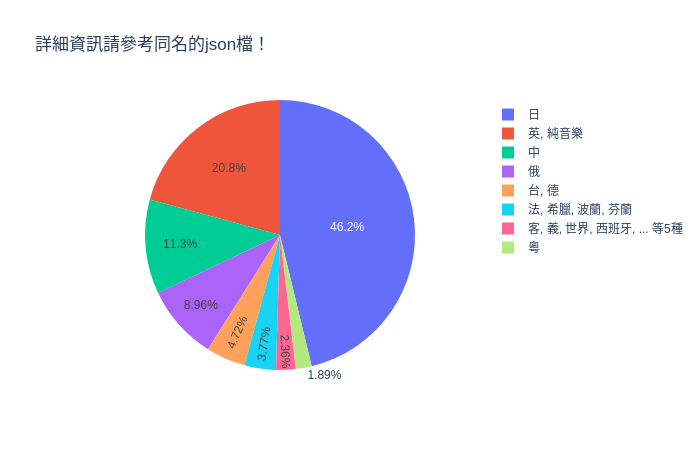 詳細資訊請參考同名的json檔！
46.2%
20.8%
11.3%
8.96%
4.72%
3.77%
2.36%
1.89%
日
英, 純音樂
中
俄
台, 德
法, 希臘, 波蘭, 芬蘭
客, 義, 世界, 西班牙, ... 等5種
粵